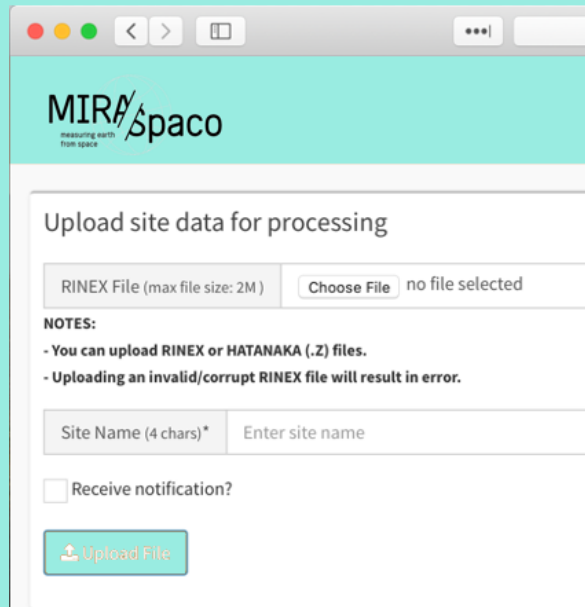 MIRA/Spaco
measuring earth
from space
Upload site data for processing
RINEX File (max file size: 2M )
Choose File no file selected
NOTES:
- You can upload RINEX or HATANAKA (.Z) files.
- Uploading an invalid/corrupt RINEX file will result in error.
Site Name (4 chars)*
Enter site name
Receive notification?
Upload File